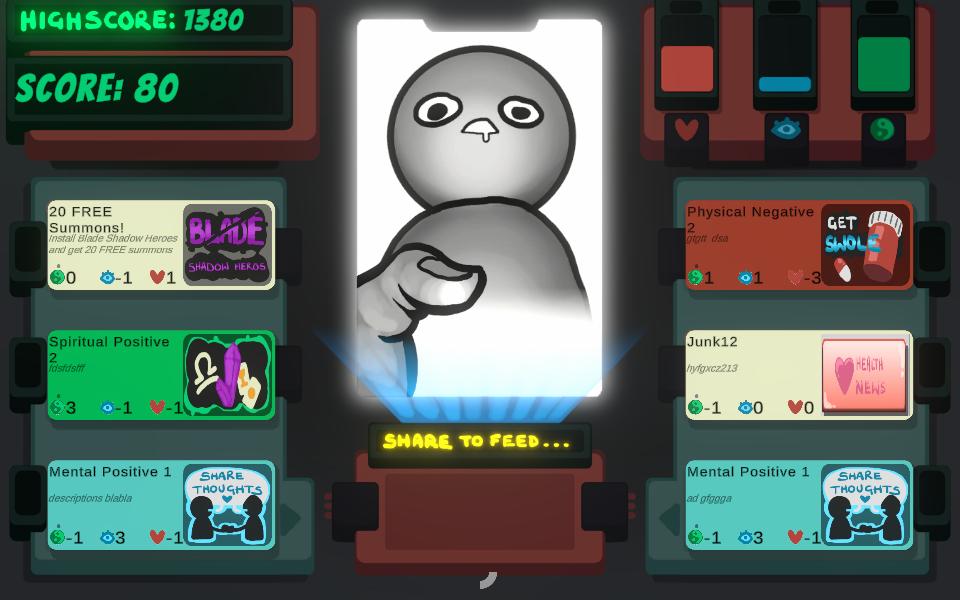 HIGHSCORE: 1380
SCORE: 80
20 FREE
Summons!
Install Blade Shadow Heroes
and get 20 FREE summons
0 -1 1
BLADE
SHADOW HEROS
Spiritual Positive
2
fdsfdsfff
3 -1 -1
Mental Positive 1
descriptions blabla
-1 3 -1
SHARE
THOUGHTS
SHARE TO FEED...
Physical Negative
2
gtgtt dsa
1 1 -3
GET
SWOLE
Junk12
hyfgxcz213
-1 0 0
HEALTH
NEWS
Mental Positive 1
ad gfggga
-1 3 -1
SHARE
THOUGHTS